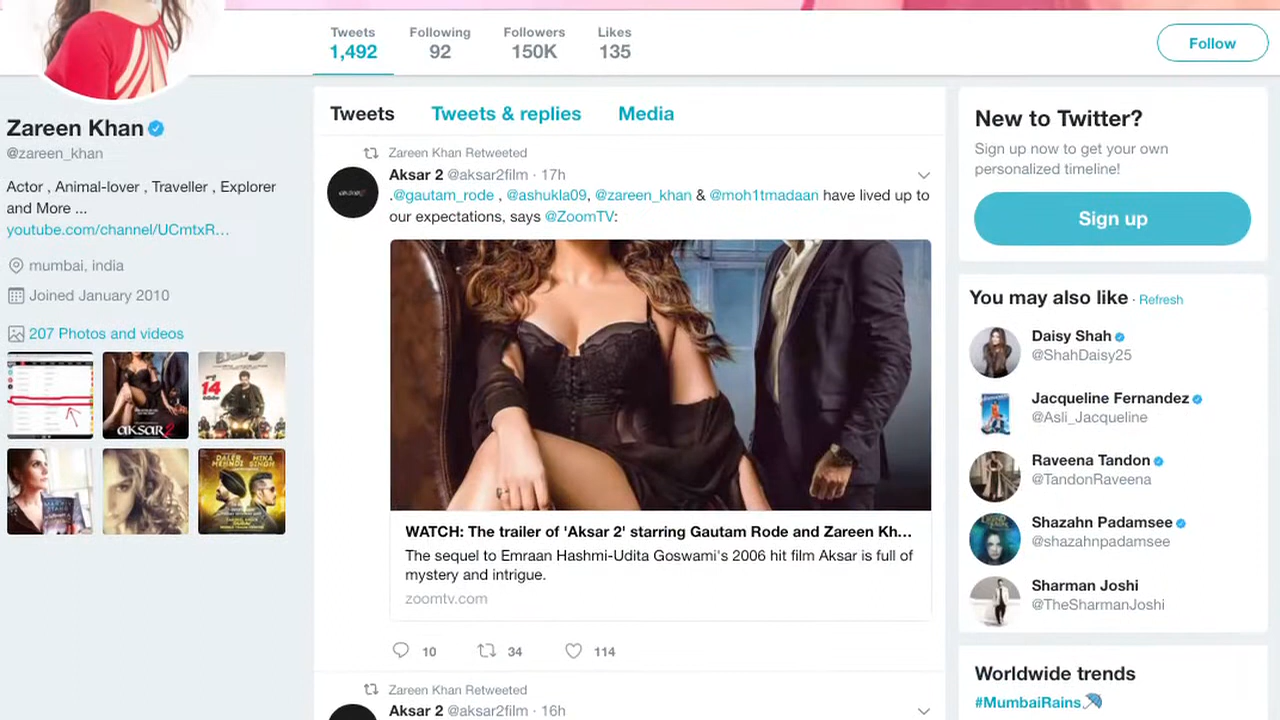 Tweets
1,492
Following
92
Followers
150K
Likes
135
Follow
Zareen Khan
@zareen_khan
Actor , Animal-lover , Traveller , Explorer
and More ...
youtube.com/channel/UCmtxR…
mumbai, india
Joined January 2010
207 Photos and videos
14
aksar 2
DALER MEHNDI
MIKA SINGH
Tweets
Tweets & replies
Media
Zareen Khan Retweeted
Aksar 2 @aksar2film · 17h
.@gautam_rode , @ashukla09, @zareen_khan & @moh1tmadaan have lived up to
our expectations, says @ZoomTV:
WATCH: The trailer of 'Aksar 2' starring Gautam Rode and Zareen Kh...
The sequel to Emraan Hashmi-Udita Goswami's 2006 hit film Aksar is full of
mystery and intrigue.
zoomtv.com
10
34
114
Zareen Khan Retweeted
Aksar 2 @aksar2film · 16h
New to Twitter?
Sign up now to get your own
personalized timeline!
Sign up
You may also like · Refresh
Daisy Shah
@ShahDaisy25
Jacqueline Fernandez
@Asli_Jacqueline
Raveena Tandon
@TandonRaveena
Shazahn Padamsee
@shazahnpadamsee
Sharman Joshi
@TheSharmanJoshi
Worldwide trends
#MumbaiRains